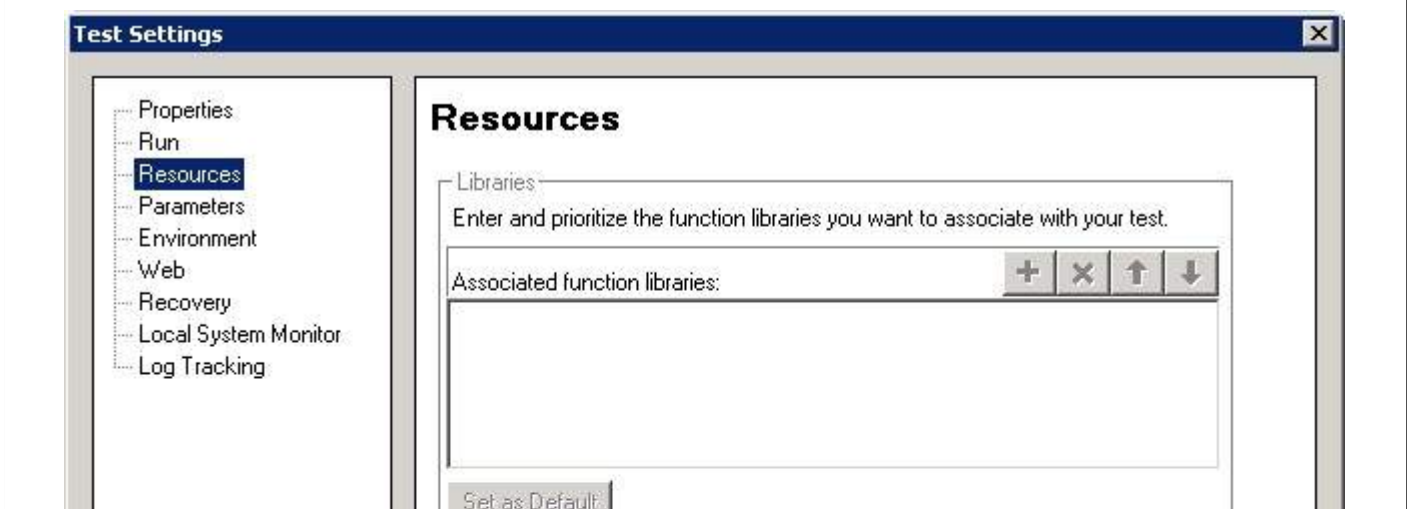 Test Settings
Properties
Run
Resources
Parameters
Environment
Web
Recovery
Local System Monitor
Log Tracking
Resources
Libraries
Enter and prioritize the function libraries you want to associate with your test.
Associated function libraries:
Set as Default